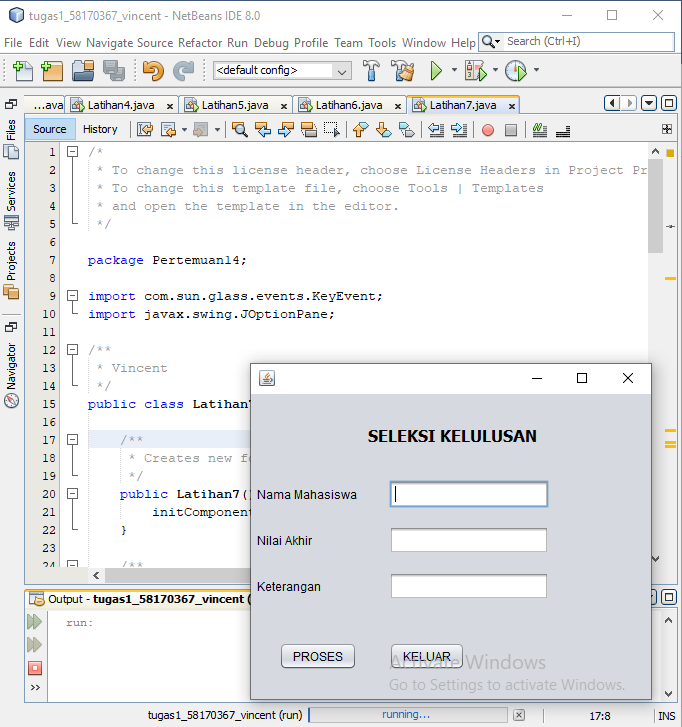 tugas1_58170367_vincent - NetBeans IDE 8.0
File Edit View Navigate Source Refactor Run Debug Profile Team Tools Window Help Search (Ctrl+I)
<default config>
...ava Latihan4.java Latihan5.java Latihan6.java Latihan7.java
Source History
Files
Services
Projects
Navigator
1 /*
2 * To change this license header, choose License Headers in Project Pr
3 * To change this template file, choose Tools | Templates
4 * and open the template in the editor.
5 */
6
7 package Pertemuan14;
8
9 import com.sun.glass.events.KeyEvent;
10 import javax.swing.JOptionPane;
11
12 /**
13 * Vincent
14 */
15 public class Latihan7
16
17 /**
18 * Creates new fo
19 */
20 public Latihan7()
21 initComponent
22 }
23
24 /**
SELEKSI KELULUSAN
Nama Mahasiswa
Nilai Akhir
Keterangan
PROSES KELUAR
Activate Windows
Go to Settings to activate Windows.
Output - tugas1_58170367_vincent (
run:
tugas1_58170367_vincent (run) running... 17:8 INS